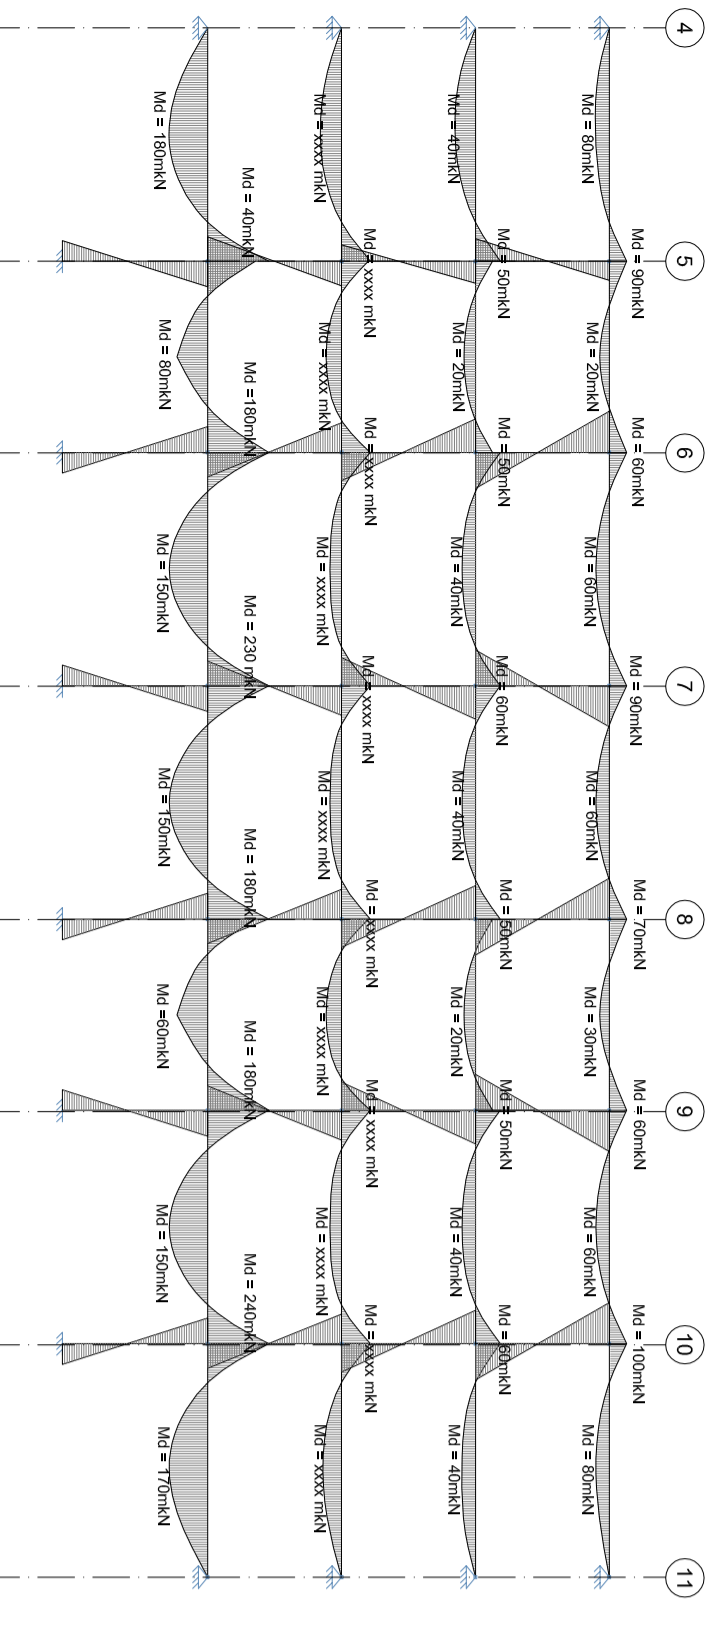 4
5
6
7
8
9
10
11
Md = 90mkN
Md = 60mkN
Md = 90mkN
Md = 70mkN
Md = 60mkN
Md = 100mkN
Md = 80mkN
Md = 20mkN
Md = 60mkN
Md = 60mkN
Md = 30mkN
Md = 60mkN
Md = 80mkN
Md = 50mkN
Md = 50mkN
Md = 60mkN
Md = 50mkN
Md = 50mkN
Md = 60mkN
Md = 40mkN
Md = 20mkN
Md = 40mkN
Md = 40mkN
Md = 20mkN
Md = 40mkN
Md = 40mkN
Md = xxxx mkN
Md = xxxx mkN
Md = xxxx mkN
Md = xxxx mkN
Md = xxxx mkN
Md = xxxx mkN
Md = xxxx mkN
Md = xxxx mkN
Md = xxxx mkN
Md = xxxx mkN
Md = xxxx mkN
Md = xxxx mkN
Md = xxxx mkN
Md = 40mkN
Md =180mkN
Md = 230 mkN
Md = 180mkN
Md = 180mkN
Md = 240mkN
Md = 180mkN
Md = 80mkN
Md = 150mkN
Md = 150mkN
Md =60mkN
Md = 150mkN
Md = 170mkN